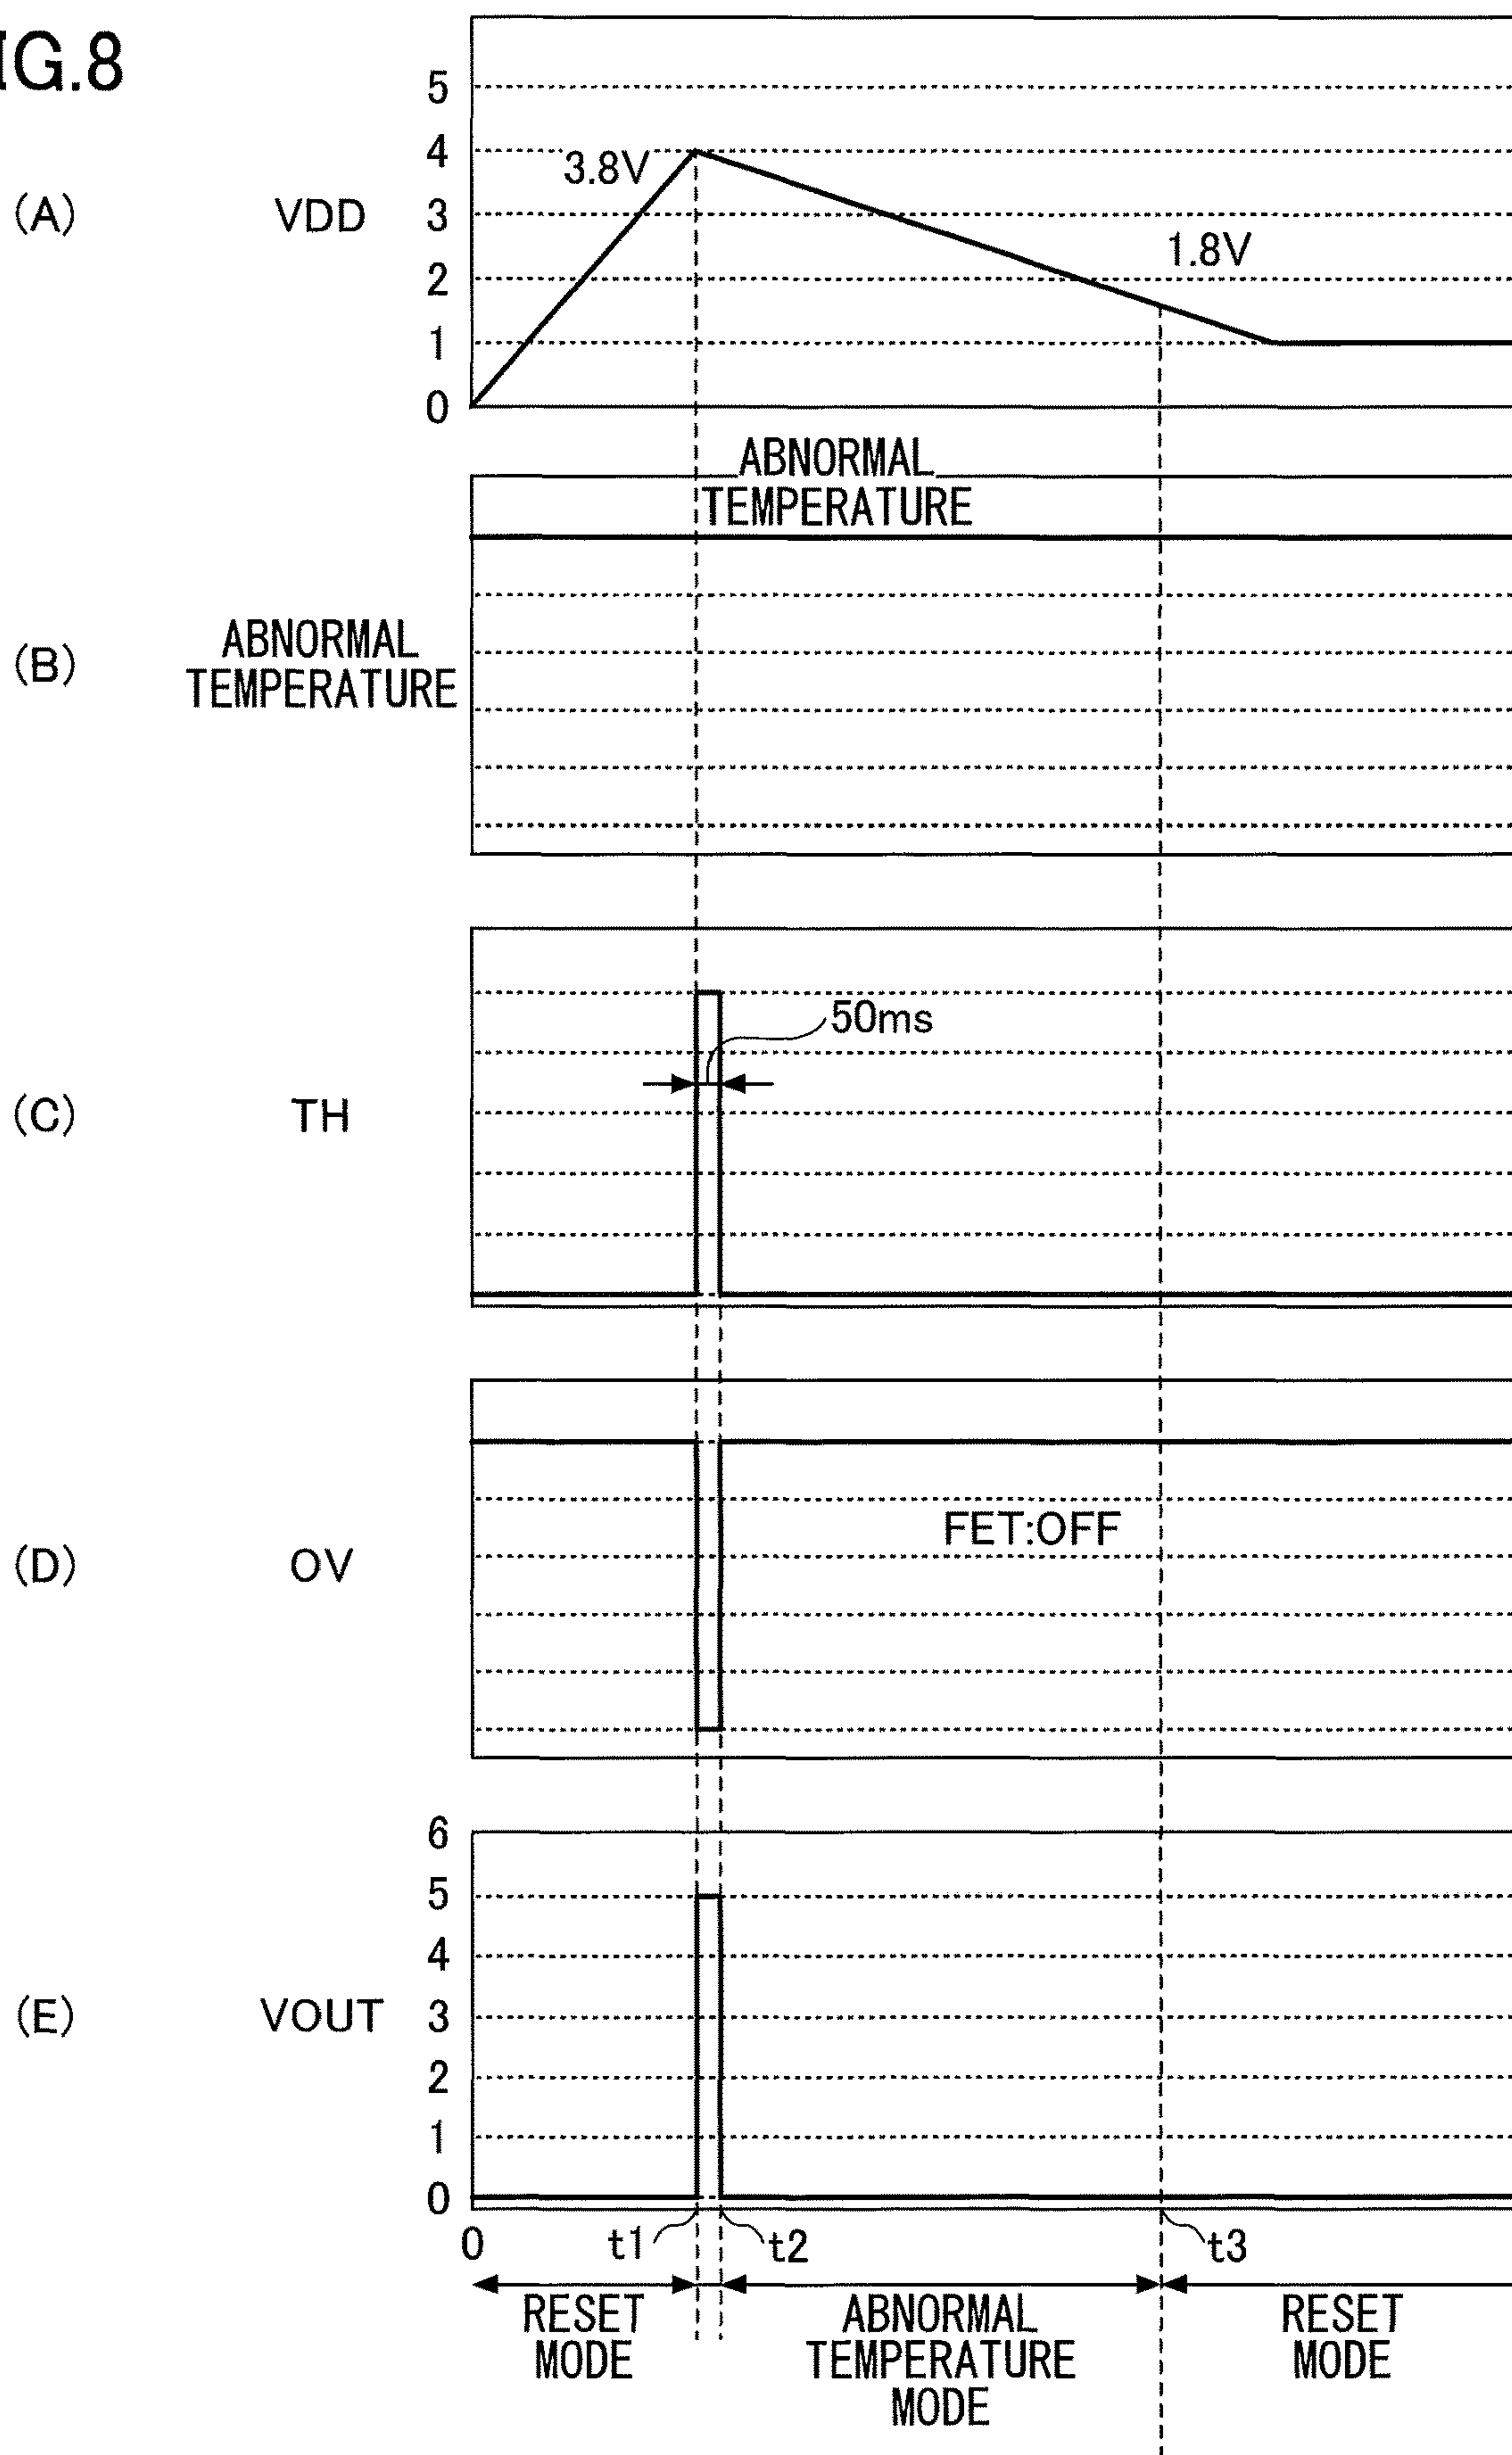 IG.8
5
4
3
2
1
0
(A)
VDD
3.8V
1.8V
ABNORMAL
TEMPERATURE
(B)
ABNORMAL
TEMPERATURE
(C)
TH
50ms
(D)
OV
FET:OFF
(E)
VOUT
6
5
4
3
2
1
0
0
t1
t2
t3
RESET
MODE
ABNORMAL
TEMPERATURE
MODE
RESET
MODE